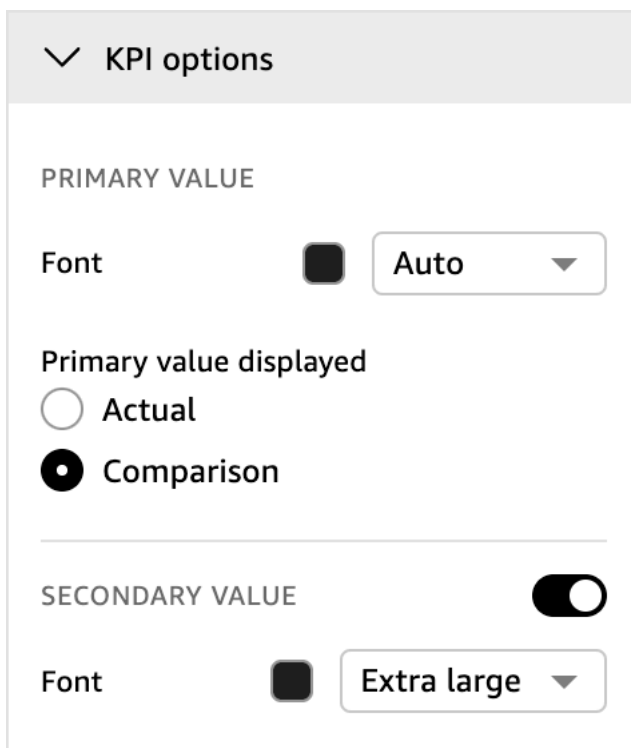 KPI options
PRIMARY VALUE
Font Auto
Primary value displayed
Actual
Comparison
SECONDARY VALUE
Font Extra large